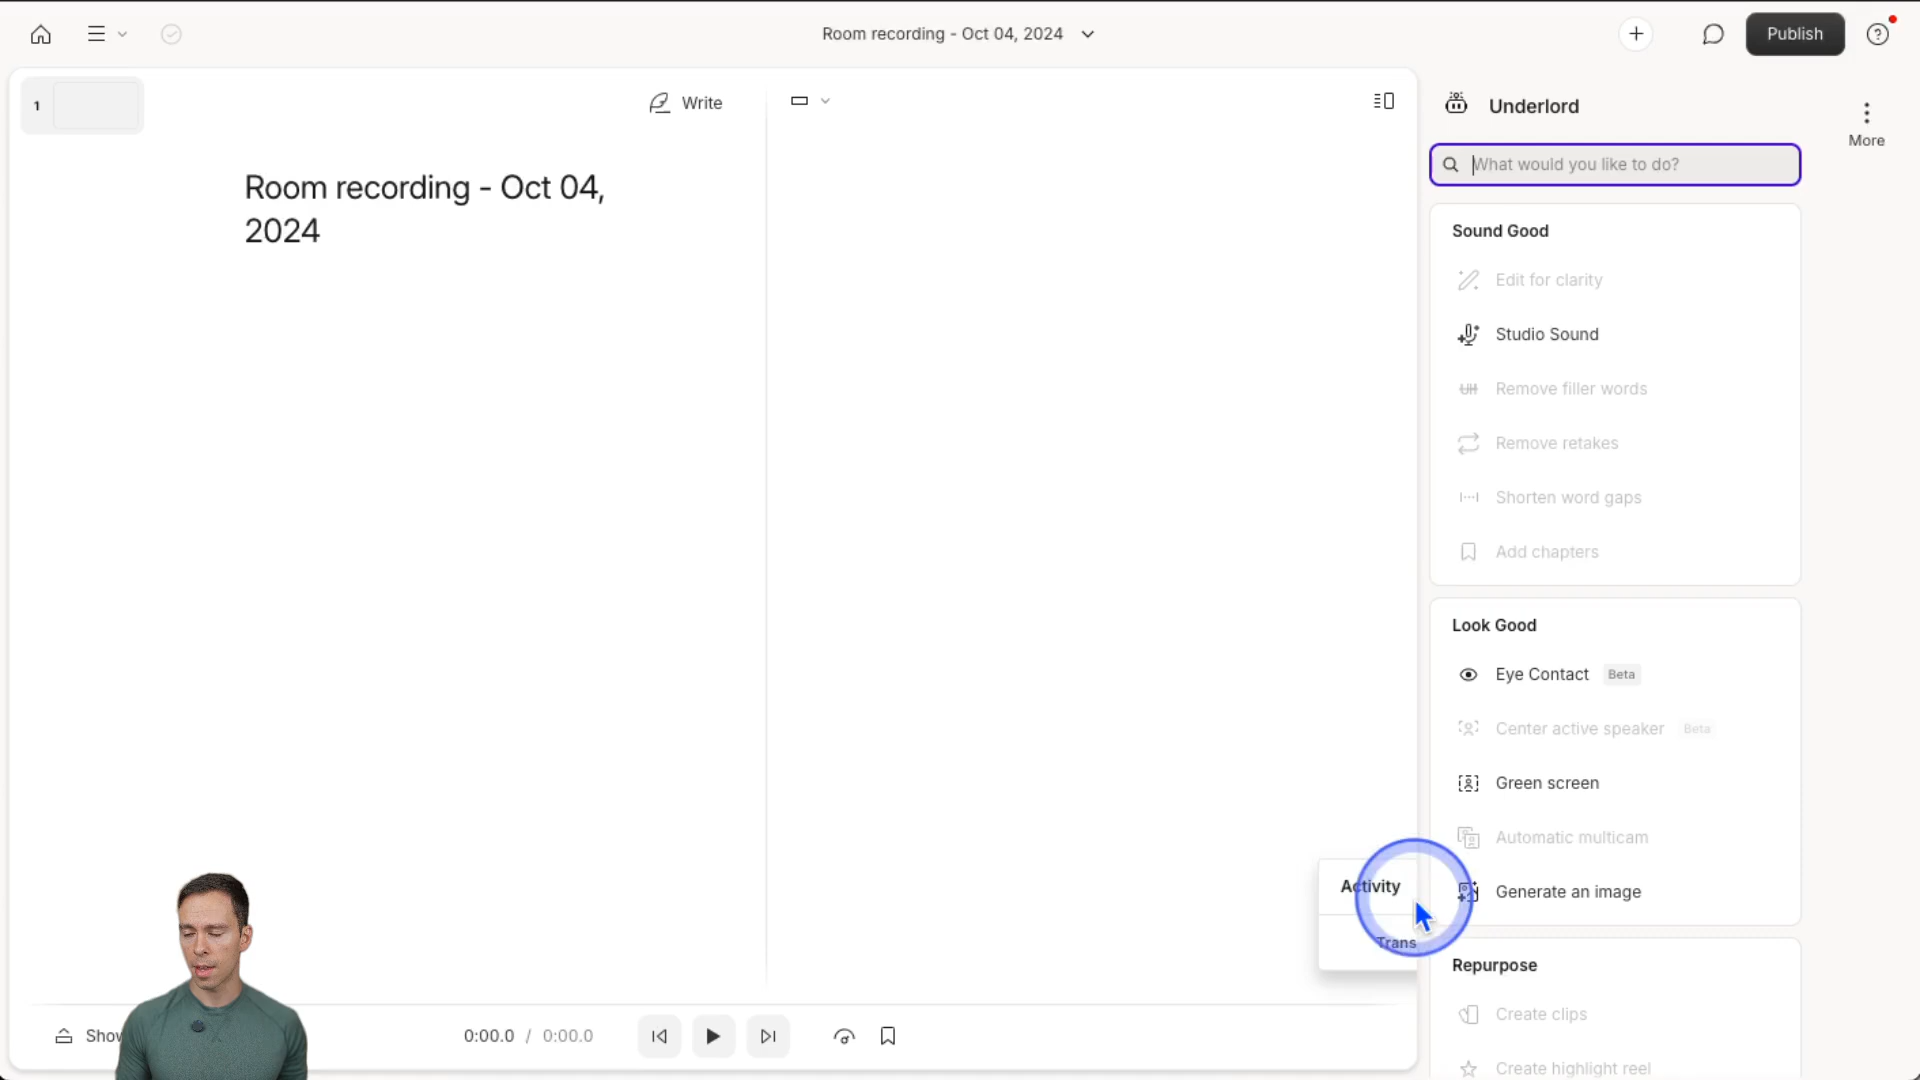 Room recording - Oct 04, 2024
Publish
1
Write
Underlord
More
What would you like to do?
Room recording - Oct 04,
2024
Sound Good
Edit for clarity
Studio Sound
Remove filler words
Remove retakes
Shorten word gaps
Add chapters
Look Good
Eye Contact Beta
Center active speaker Beta
Green screen
Automatic multicam
Activity
Generate an image
Trans
Repurpose
Create clips
0:00.0 / 0:00.0
Create highlight reel